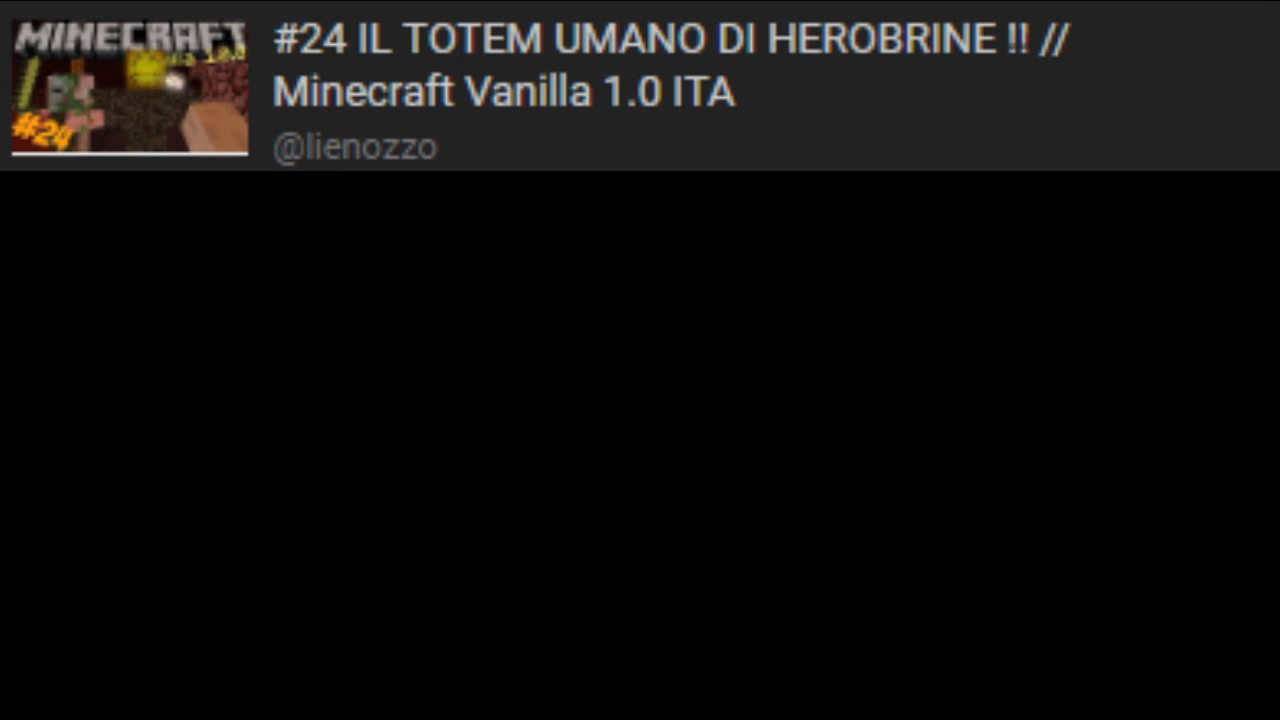 MINECRAFT
#24
#24 IL TOTEM UMANO DI HEROBRINE !! //
Minecraft Vanilla 1.0 ITA
@lienozzo